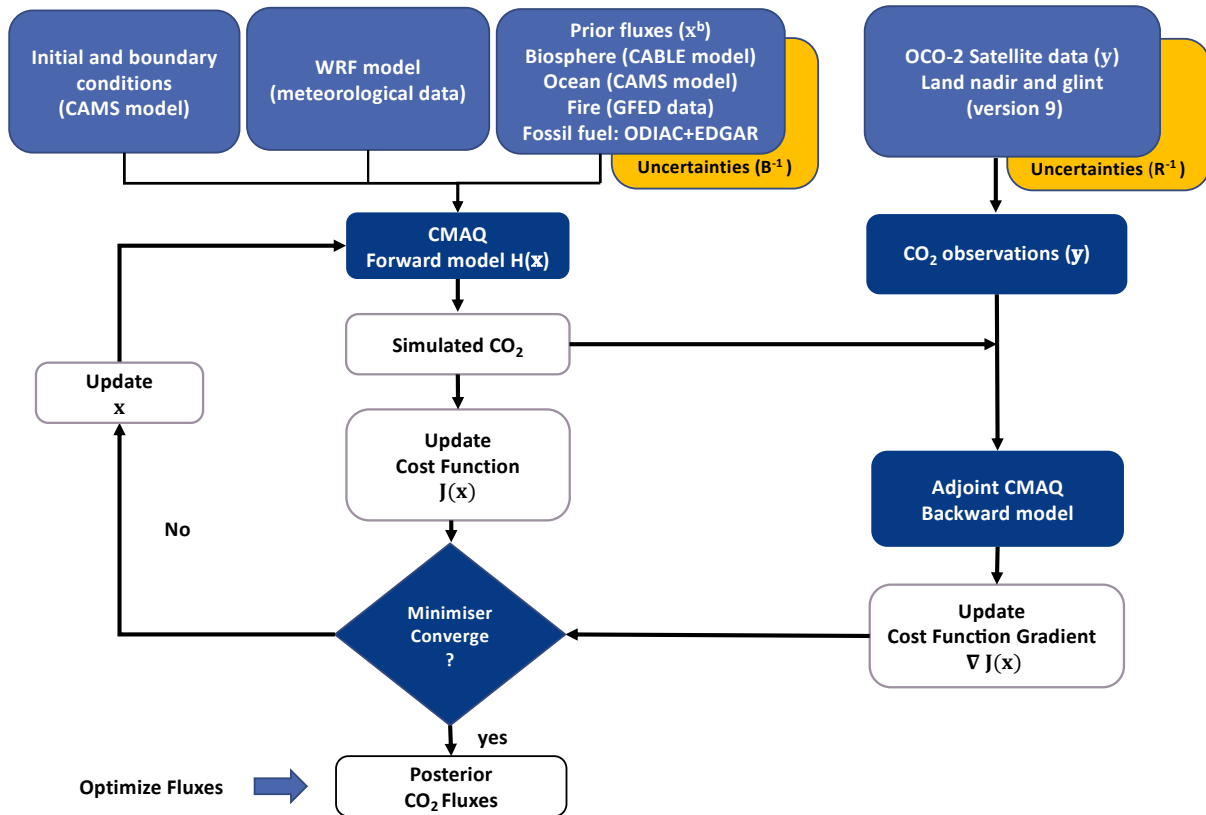 Initial and boundary
conditions
(CAMS model)
WRF model
(meteorological data)
Prior fluxes (xᵇ)
Biosphere (CABLE model)
Ocean (CAMS model)
Fire (GFED data)
Fossil fuel: ODIAC+EDGAR
Uncertainties (B⁻¹)
OCO-2 Satellite data (y)
Land nadir and glint
(version 9)
Uncertainties (R⁻¹)
CMAQ
Forward model H(x)
CO₂ observations (y)
Simulated CO₂
Update
x
Update
Cost Function
J(x)
Adjoint CMAQ
Backward model
No
Minimiser
Converge
?
Update
Cost Function Gradient
∇ J(x)
yes
Optimize Fluxes
Posterior
CO₂ Fluxes